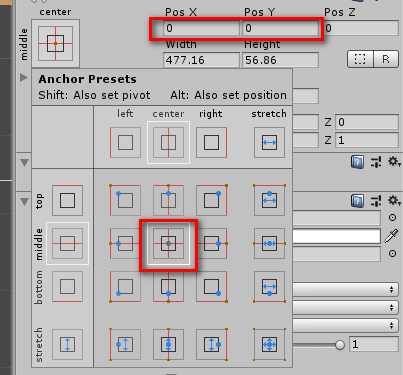 center
Pos X Pos Y Pos Z
middle
0 0 0
Width Height
477.16 56.86
R
Anchor Presets
Shift: Also set pivot Alt: Also set position
left center right stretch
Z 0
Z 1
top
middle
bottom
stretch
1